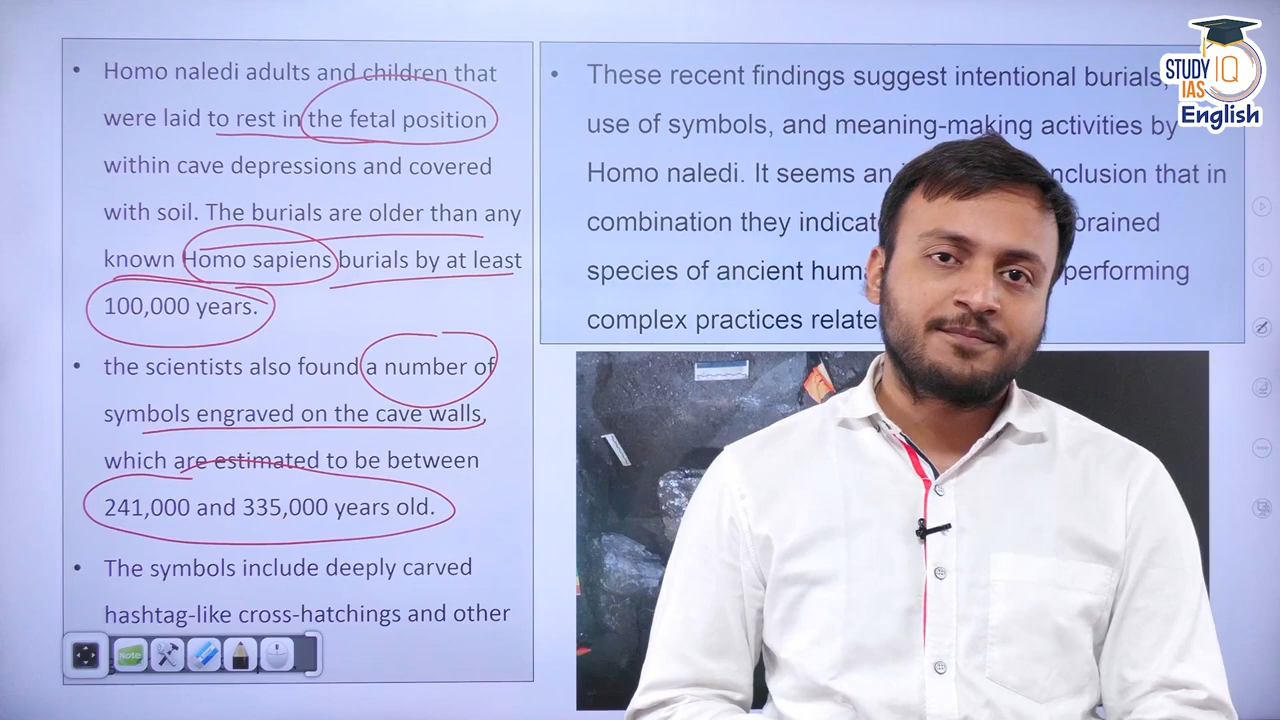 Homo naledi adults and children that
were laid to rest in the fetal position
within cave depressions and covered
with soil. The burials are older than any
known Homo sapiens burials by at least
100,000 years.
the scientists also found a number of
symbols engraved on the cave walls,
which are estimated to be between
241,000 and 335,000 years old.
The symbols include deeply carved
hashtag-like cross-hatchings and other
Note
These recent findings suggest intentional burials,
use of symbols, and meaning-making activities by
Homo naledi. It seems an that in
combination they
species of ancient performing
complex practices
STUDY IQ
IAS
English